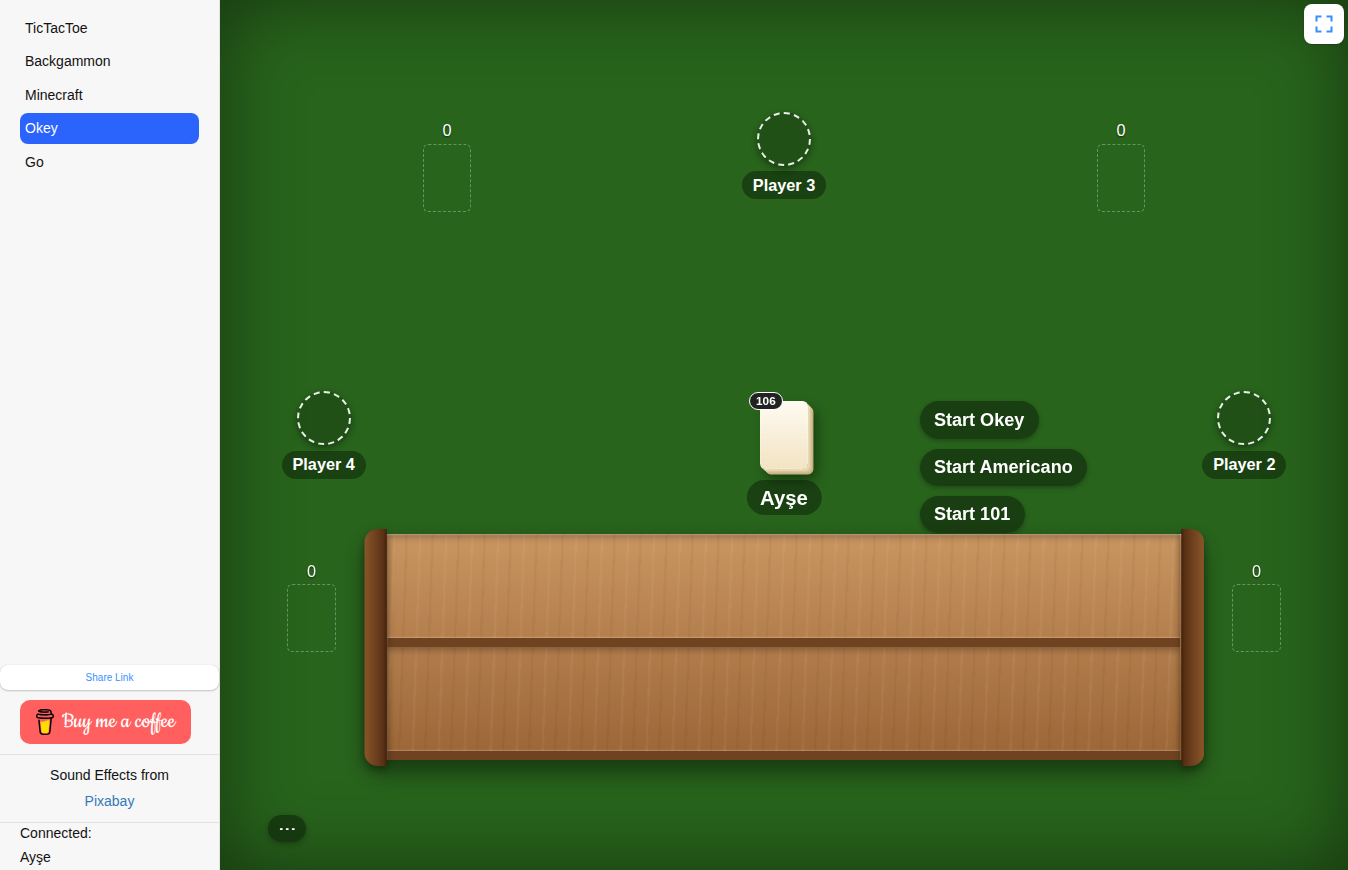 TicTacToe
Backgammon
Minecraft
Okey
Go
Share Link
Buy me a coffee
Sound Effects from
Pixabay
Connected:
Ayşe
0
Player 3
0
Player 4
106
Ayşe
Start Okey
Start Americano
Start 101
Player 2
0
0
...